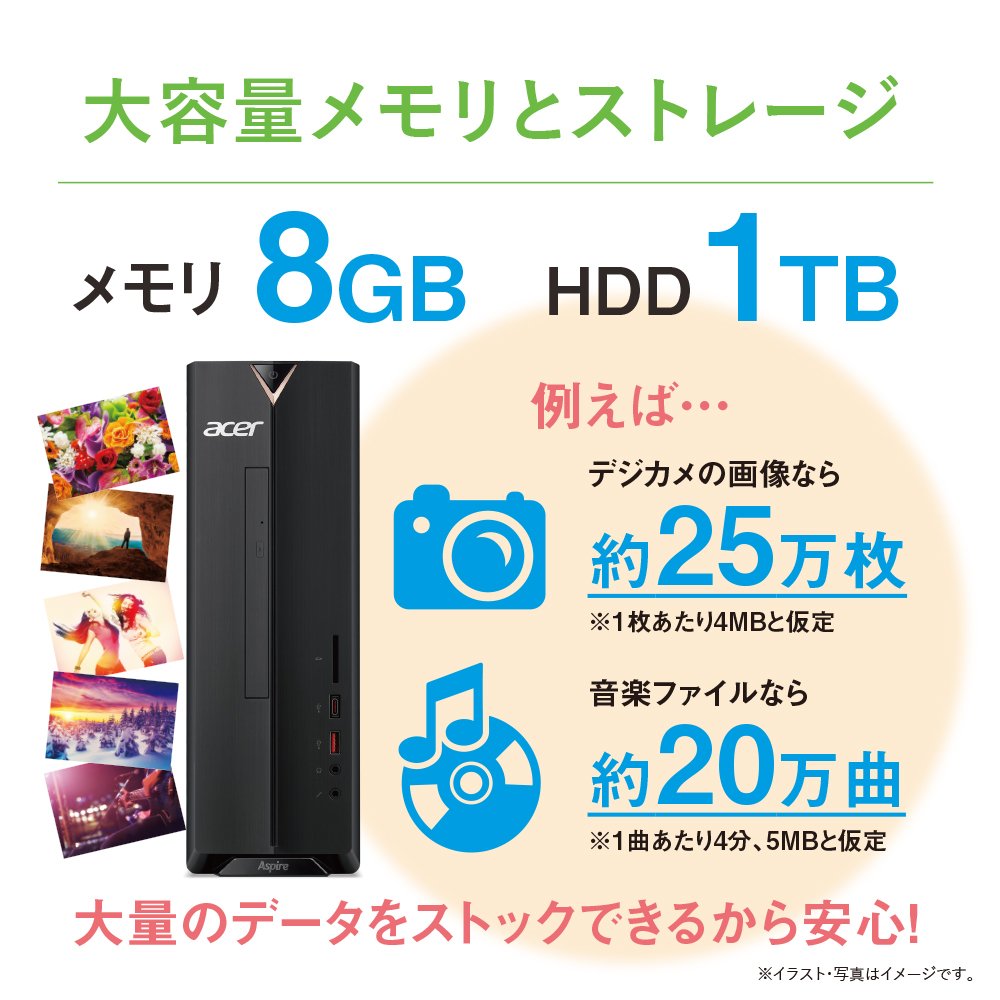 大容量メモリとストレージ
メモリ 8GB HDD 1TB
例えば…
acer
デジカメの画像なら
約25万枚
※1枚あたり4MBと仮定
音楽ファイルなら
約20万曲
※1曲あたり4分、5MBと仮定
Aspire
大量のデータをストックできるから安心!
※イラスト・写真はイメージです。